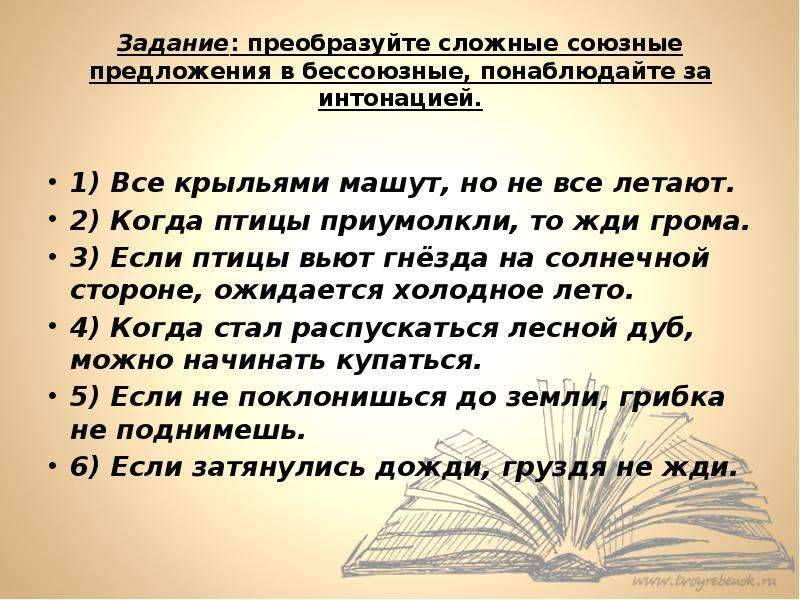 Задание: преобразуйте сложные союзные
предложения в бессоюзные, понаблюдайте за
интонацией.
• 1) Все крыльями машут, но не все летают.
• 2) Когда птицы приумолкли, то жди грома.
• 3) Если птицы вьют гнёзда на солнечной
стороне, ожидается холодное лето.
• 4) Когда стал распускаться лесной дуб,
можно начинать купаться.
• 5) Если не поклонишься до земли, грибка
не поднимешь.
• 6) Если затянулись дожди, груздя не жди.
www.tvoyrebenok.ru